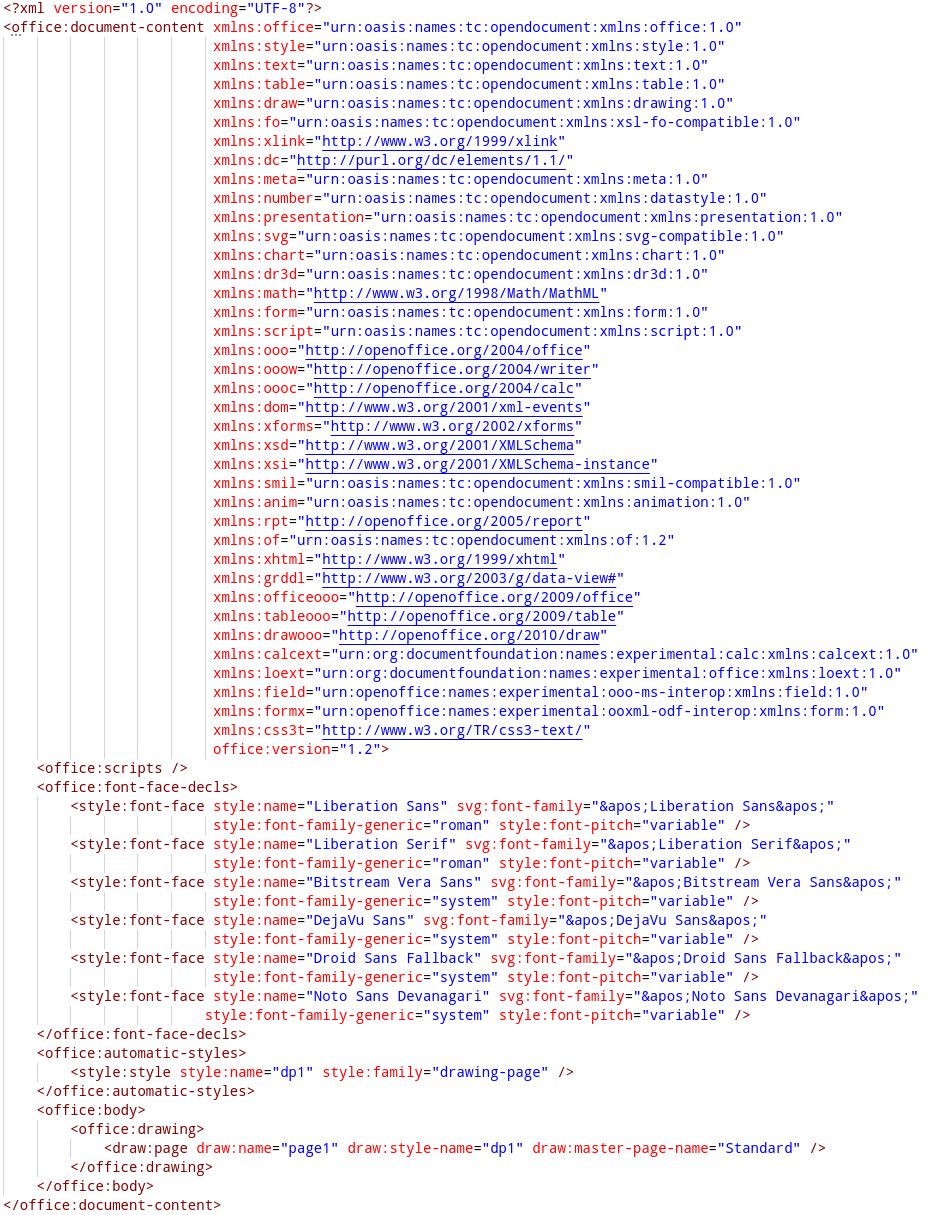 <?xml version="1.0" encoding="UTF-8"?>
<office:document-content xmlns:office="urn:oasis:names:tc:opendocument:xmlns:office:1.0"
xmlns:style="urn:oasis:names:tc:opendocument:xmlns:style:1.0"
xmlns:text="urn:oasis:names:tc:opendocument:xmlns:text:1.0"
xmlns:table="urn:oasis:names:tc:opendocument:xmlns:table:1.0"
xmlns:draw="urn:oasis:names:tc:opendocument:xmlns:drawing:1.0"
xmlns:fo="urn:oasis:names:tc:opendocument:xmlns:xsl-fo-compatible:1.0"
xmlns:xlink="http://www.w3.org/1999/xlink"
xmlns:dc="http://purl.org/dc/elements/1.1/"
xmlns:meta="urn:oasis:names:tc:opendocument:xmlns:meta:1.0"
xmlns:number="urn:oasis:names:tc:opendocument:xmlns:datastyle:1.0"
xmlns:presentation="urn:oasis:names:tc:opendocument:xmlns:presentation:1.0"
xmlns:svg="urn:oasis:names:tc:opendocument:xmlns:svg-compatible:1.0"
xmlns:chart="urn:oasis:names:tc:opendocument:xmlns:chart:1.0"
xmlns:dr3d="urn:oasis:names:tc:opendocument:xmlns:dr3d:1.0"
xmlns:math="http://www.w3.org/1998/Math/MathML"
xmlns:form="urn:oasis:names:tc:opendocument:xmlns:form:1.0"
xmlns:script="urn:oasis:names:tc:opendocument:xmlns:script:1.0"
xmlns:ooo="http://openoffice.org/2004/office"
xmlns:ooow="http://openoffice.org/2004/writer"
xmlns:oooc="http://openoffice.org/2004/calc"
xmlns:dom="http://www.w3.org/2001/xml-events"
xmlns:xforms="http://www.w3.org/2002/xforms"
xmlns:xsd="http://www.w3.org/2001/XMLSchema"
xmlns:xsi="http://www.w3.org/2001/XMLSchema-instance"
xmlns:smil="urn:oasis:names:tc:opendocument:xmlns:smil-compatible:1.0"
xmlns:anim="urn:oasis:names:tc:opendocument:xmlns:animation:1.0"
xmlns:rpt="http://openoffice.org/2005/report"
xmlns:of="urn:oasis:names:tc:opendocument:xmlns:of:1.2"
xmlns:xhtml="http://www.w3.org/1999/xhtml"
xmlns:grddl="http://www.w3.org/2003/g/data-view#"
xmlns:officeooo="http://openoffice.org/2009/office"
xmlns:tableooo="http://openoffice.org/2009/table"
xmlns:drawooo="http://openoffice.org/2010/draw"
xmlns:calcext="urn:org:documentfoundation:names:experimental:calc:xmlns:calcext:1.0"
xmlns:loext="urn:org:documentfoundation:names:experimental:office:xmlns:loext:1.0"
xmlns:field="urn:openoffice:names:experimental:ooo-ms-interop:xmlns:field:1.0"
xmlns:formx="urn:openoffice:names:experimental:ooxml-odf-interop:xmlns:form:1.0"
xmlns:css3t="http://www.w3.org/TR/css3-text/"
office:version="1.2">
<office:scripts />
<office:font-face-decls>
<style:font-face style:name="Liberation Sans" svg:font-family="&apos;Liberation Sans&apos;"
style:font-family-generic="roman" style:font-pitch="variable" />
<style:font-face style:name="Liberation Serif" svg:font-family="&apos;Liberation Serif&apos;"
style:font-family-generic="roman" style:font-pitch="variable" />
<style:font-face style:name="Bitstream Vera Sans" svg:font-family="&apos;Bitstream Vera Sans&apos;"
style:font-family-generic="system" style:font-pitch="variable" />
<style:font-face style:name="DejaVu Sans" svg:font-family="&apos;DejaVu Sans&apos;"
style:font-family-generic="system" style:font-pitch="variable" />
<style:font-face style:name="Droid Sans Fallback" svg:font-family="&apos;Droid Sans Fallback&apos;"
style:font-family-generic="system" style:font-pitch="variable" />
<style:font-face style:name="Noto Sans Devanagari" svg:font-family="&apos;Noto Sans Devanagari&apos;"
style:font-family-generic="system" style:font-pitch="variable" />
</office:font-face-decls>
<office:automatic-styles>
<style:style style:name="dp1" style:family="drawing-page" />
</office:automatic-styles>
<office:body>
<office:drawing>
<draw:page draw:name="page1" draw:style-name="dp1" draw:master-page-name="Standard" />
</office:drawing>
</office:body>
</office:document-content>